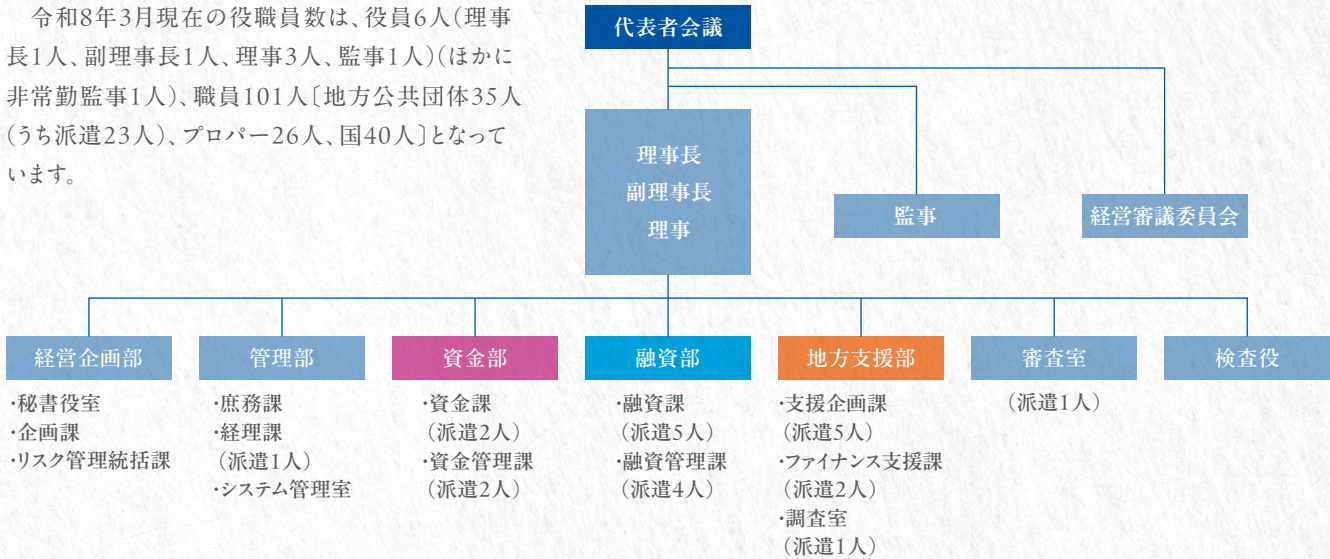 令和8年3月現在の役職員数は、役員6人(理事
長1人、副理事長1人、理事3人、監事1人)(ほかに
非常勤監事1人)、職員101人〔地方公共団体35人
(うち派遣23人)、プロパー26人、国40人〕となって
います。
代表者会議
理事長
副理事長
理事
監事
経営審議委員会
経営企画部
・秘書役室
・企画課
・リスク管理統括課
管理部
・庶務課
・経理課
(派遣1人)
・システム管理室
資金部
・資金課
(派遣2人)
・資金管理課
(派遣2人)
融資部
・融資課
(派遣5人)
・融資管理課
(派遣4人)
地方支援部
・支援企画課
(派遣5人)
・ファイナンス支援課
(派遣2人)
・調査室
(派遣1人)
審査室
(派遣1人)
検査役